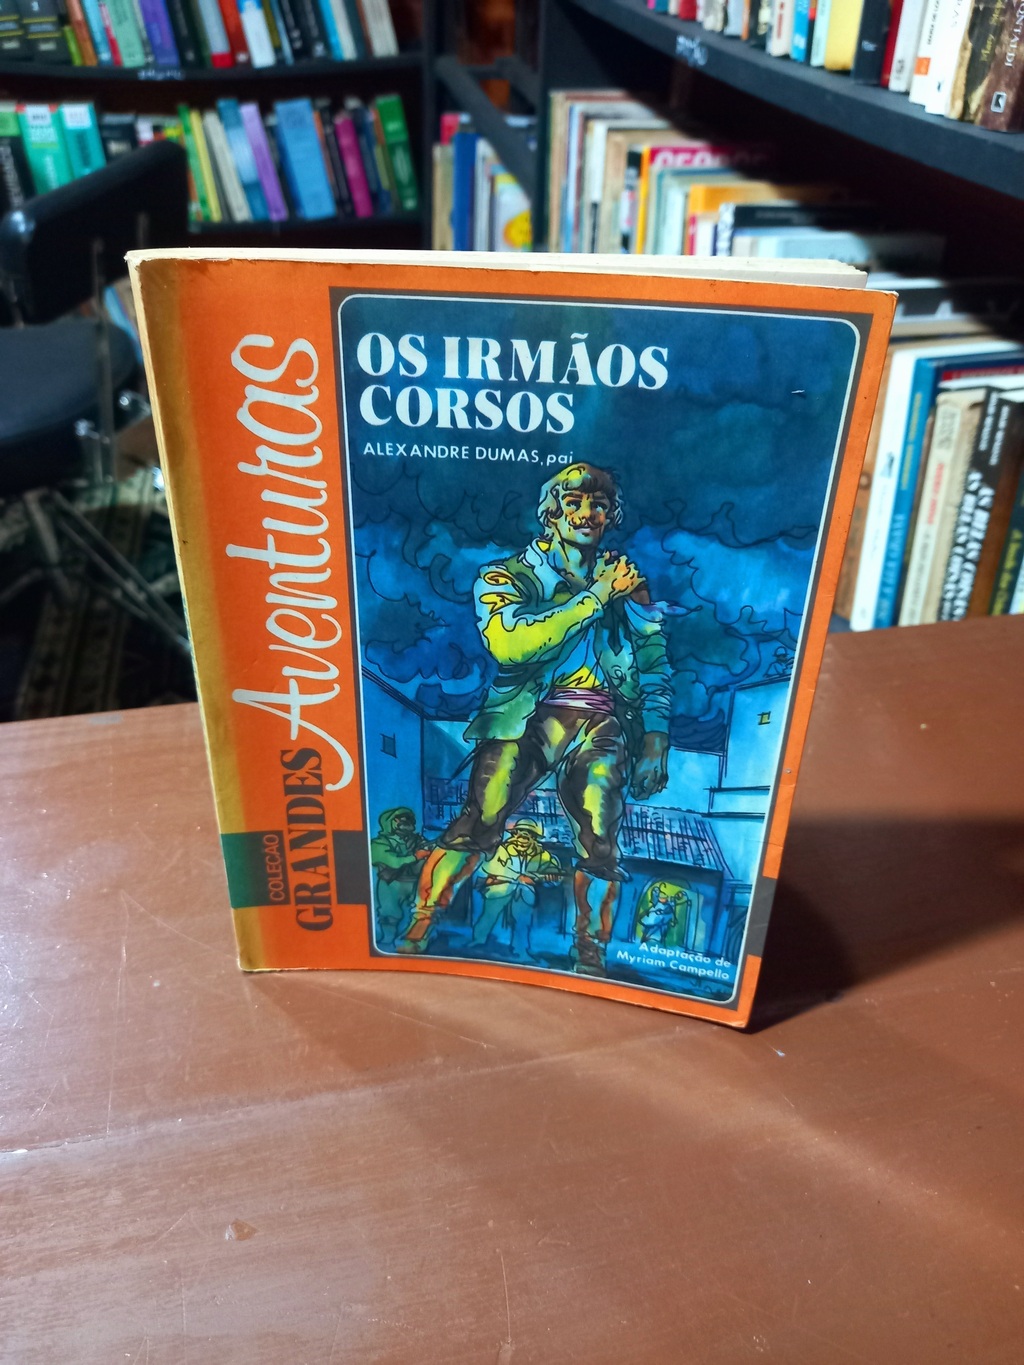 OS IRMÃOS
CORSOS
ALEXANDRE DUMAS, pai
COLEÇÃO
GRANDES
Aventuras
Adaptação de
Myriam Campello